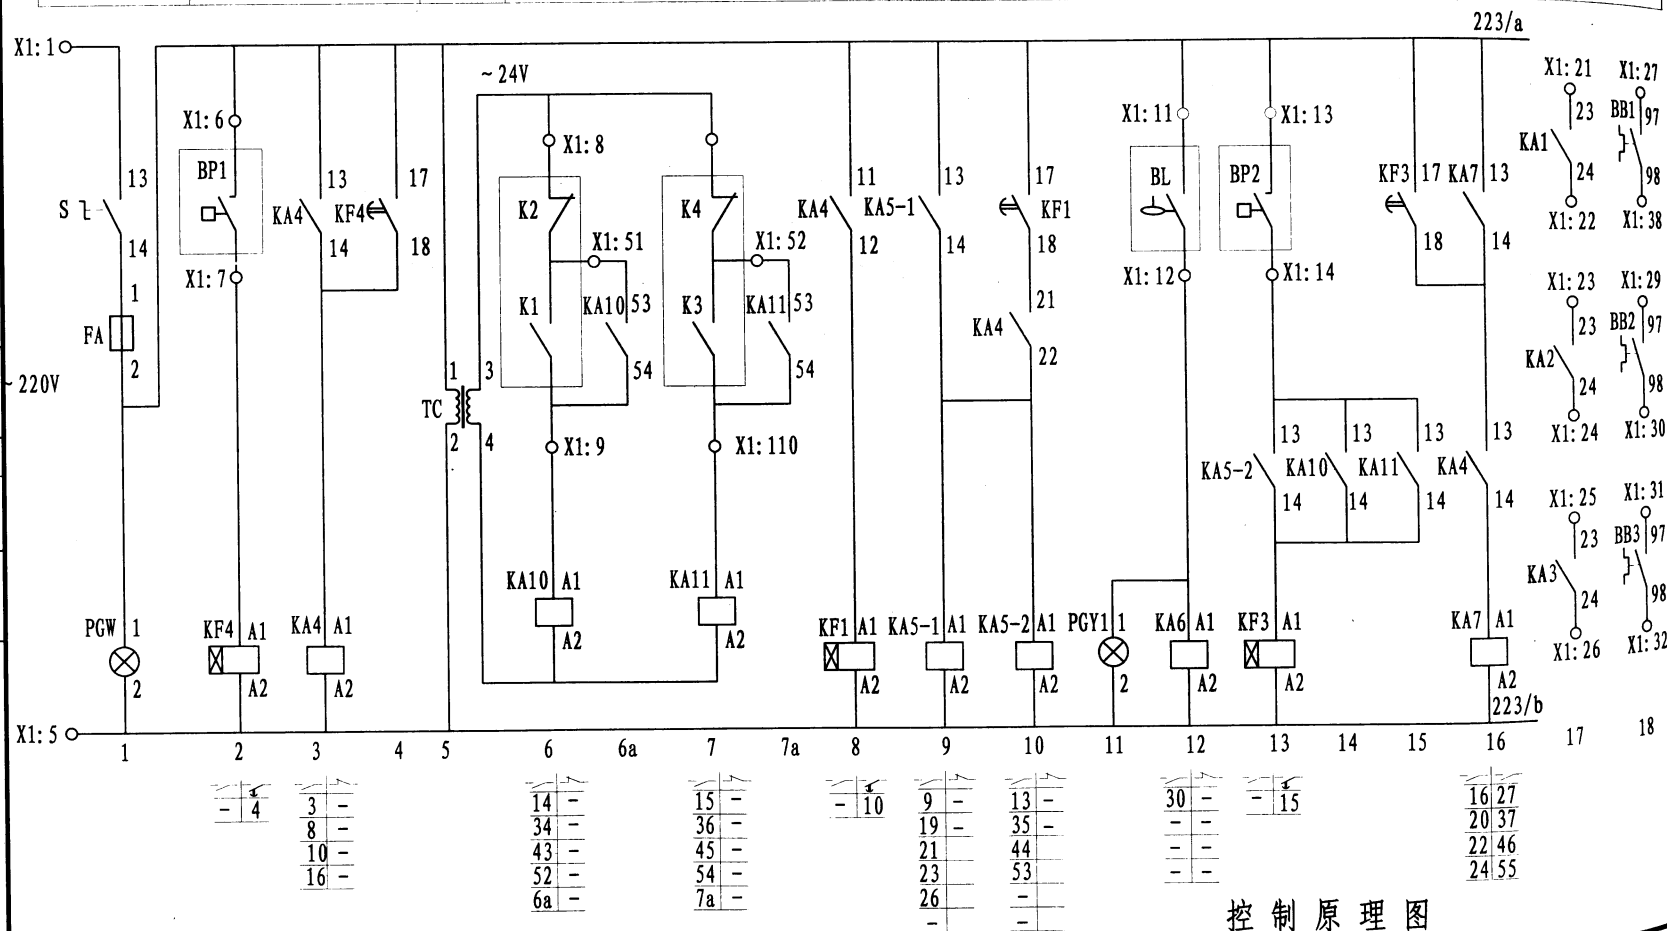 223/a
X1:1
~24V
X1:21
X1:27
X1:6
X1:8
X1:11
X1:13
23
BB1
97
BP1
13
13
17
K2
K4
11
13
17
BL
BP2
KF3
17
KA7
13
KA1
24
98
S
KA4
KF4
KA4
KA5-1
KF1
X1:22
X1:38
14
14
18
X1:51
X1:52
12
14
18
18
14
X1:7
X1:12
X1:14
X1:23
X1:29
1
K1
KA10
53
K3
KA11
53
21
23
BB2
97
FA
KA4
2
54
54
22
KA2
24
98
~220V
1
3
TC
2
4
X1:9
X1:110
13
13
13
13
X1:24
X1:30
KA5-2
KA10
KA11
KA4
14
14
14
14
X1:25
X1:31
23
BB3
97
KA10
A1
KA11
A1
KA3
24
98
A2
A2
PGW
1
KF4
A1
KA4
A1
KF1
A1
KA5-1
A1
KA5-2
A1
PGY1
1
KA6
A1
KF3
A1
KA7
A1
X1:26
X1:32
2
A2
A2
A2
A2
A2
2
A2
A2
A2
223/b
X1:5
1
2
3
4
5
6
6a
7
7a
8
9
10
11
12
13
14
15
16
17
18
- 4
3 -
8 -
10 -
16 -
14 -
34 -
43 -
52 -
6a -
15 -
36 -
45 -
54 -
7a -
- 10
9 -
19 -
21
23
26
-
13 -
35 -
44
53
-
-
30 -
- -
- -
- -
- 15
16 27
20 37
22 46
24 55
控制原理图